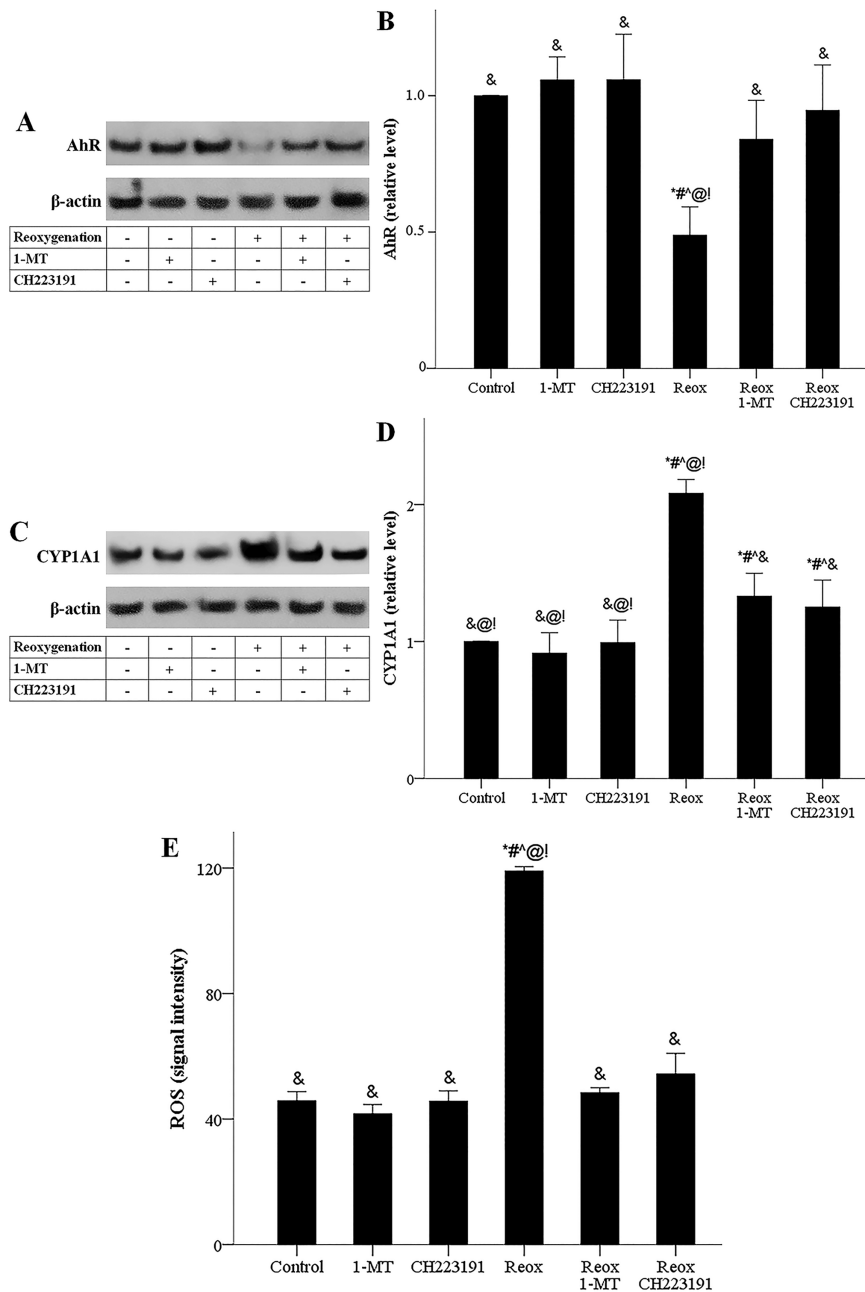 A
AhR
β-actin
Reoxygenation - - - + + +
1-MT - + - - + -
CH223191 - - + - - +
B
AhR (relative level)
1.0
0.5
0
& & & *#^@! & &
Control 1-MT CH223191 Reox Reox 1-MT Reox CH223191
C
CYP1A1
β-actin
Reoxygenation - - - + + +
1-MT - + - - + -
CH223191 - - + - - +
D
CYP1A1 (relative level)
2
1
0
&@! &@! &@! *#^@! *#^& *#^&
Control 1-MT CH223191 Reox Reox 1-MT Reox CH223191
E
ROS (signal intensity)
120
80
40
0
& & & *#^@! & &
Control 1-MT CH223191 Reox Reox 1-MT Reox CH223191